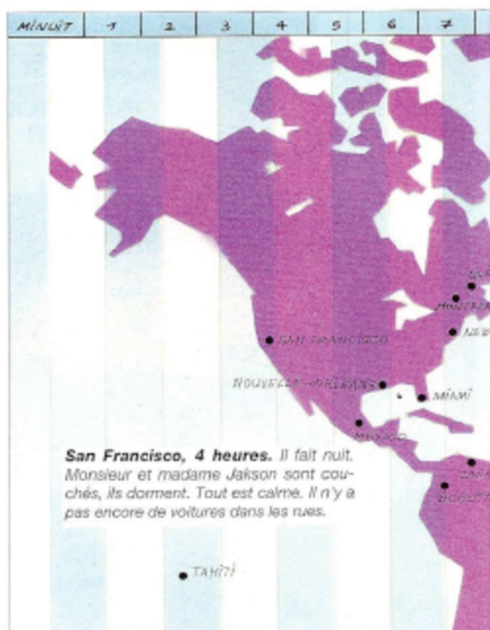 MINUIT 1 2 3 4 5 6 7
SAN FRANCISCO
NOUVELLE-ORLÉANS
MIAMI
MEXICO
San Francisco, 4 heures. Il fait nuit.
Monsieur et madame Jakson sont cou-
chés, ils dorment. Tout est calme. Il n'y a
pas encore de voitures dans les rues.
TAHITI